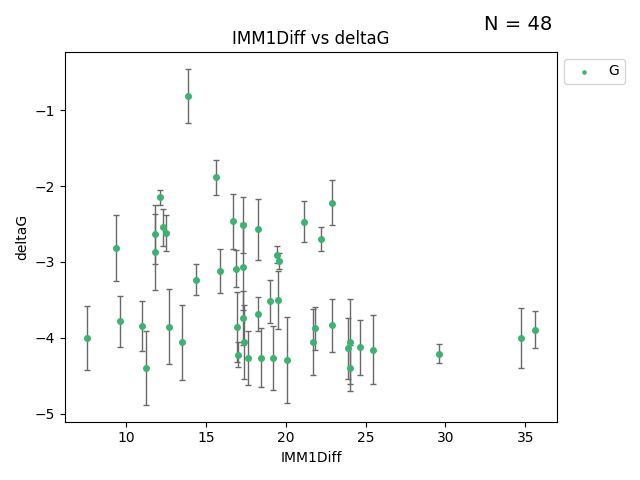 N = 48
IMM1Diff vs deltaG
G
deltaG
−1
−2
−3
−4
−5
10 15 20 25 30 35
IMM1Diff